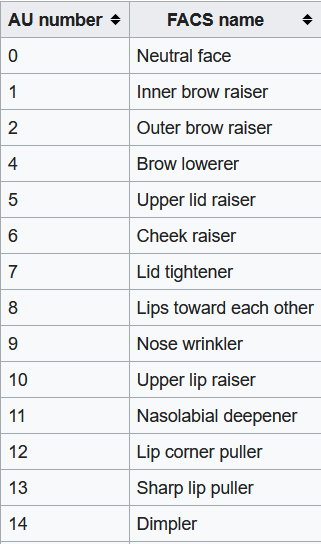 AU number FACS name
0 Neutral face
1 Inner brow raiser
2 Outer brow raiser
4 Brow lowerer
5 Upper lid raiser
6 Cheek raiser
7 Lid tightener
8 Lips toward each other
9 Nose wrinkler
10 Upper lip raiser
11 Nasolabial deepener
12 Lip corner puller
13 Sharp lip puller
14 Dimpler